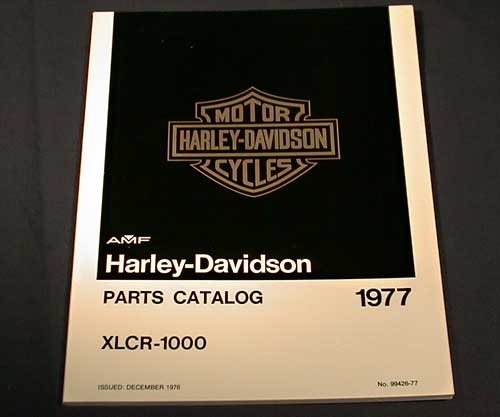 MOTOR
HARLEY-DAVIDSON
CYCLES
AMF
Harley-Davidson
PARTS CATALOG 1977
XLCR-1000
ISSUED: DECEMBER 1976 No. 99426-77